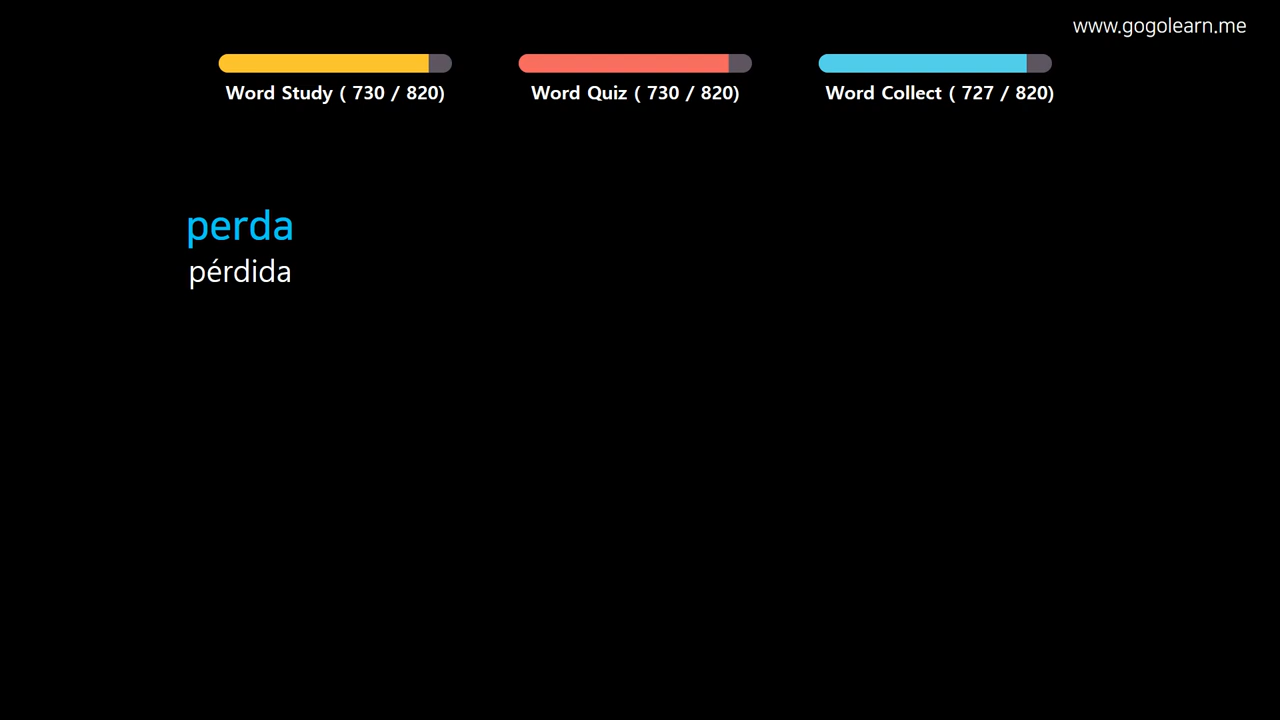 www.gogolearn.me
Word Study ( 730 / 820)
Word Quiz ( 730 / 820)
Word Collect ( 727 / 820)
perda
pérdida